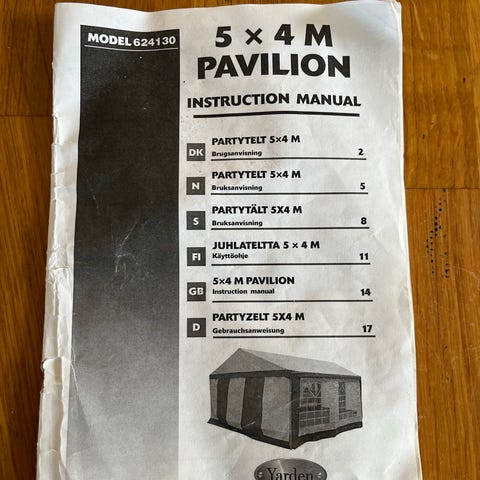 MODEL 624130
5 × 4 M
PAVILION
INSTRUCTION MANUAL
DK
PARTYTELT 5×4 M
Brugsanvisning 2
N
PARTYTELT 5×4 M
Bruksanvisning 5
S
PARTYTÄLT 5X4 M
Bruksanvisning 8
FI
JUHLATELTTA 5 × 4 M
Käyttöohje 11
GB
5×4 M PAVILION
Instruction manual 14
D
PARTYZELT 5X4 M
Gebrauchsanweisung 17
Yarden